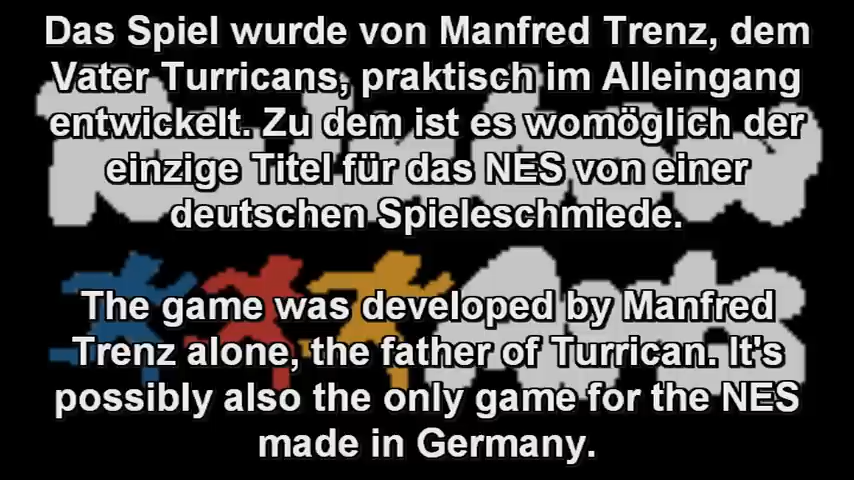 Das Spiel wurde von Manfred Trenz, dem
Vater Turricans, praktisch im Alleingang
entwickelt. Zu dem ist es womöglich der
einzige Titel für das NES von einer
deutschen Spieleschmiede.
The game was developed by Manfred
Trenz alone, the father of Turrican. It's
possibly also the only game for the NES
made in Germany.
Rainbow
Arts